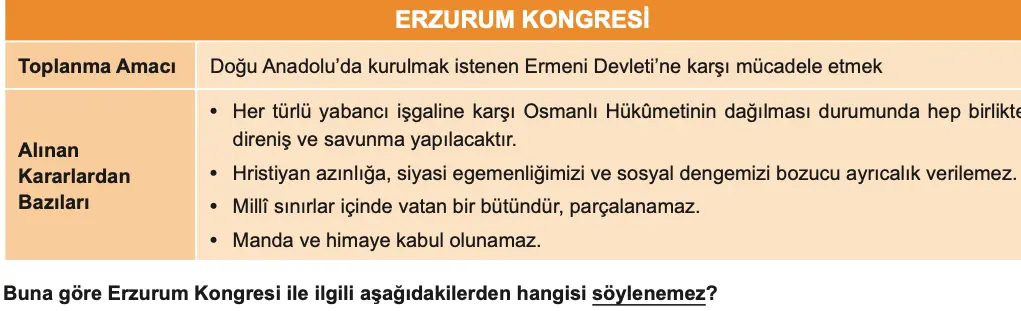 ERZURUM KONGRESİ
Toplanma Amacı
Doğu Anadolu’da kurulmak istenen Ermeni Devleti’ne karşı mücadele etmek
Alınan
Kararlardan
Bazıları
• Her türlü yabancı işgaline karşı Osmanlı Hükûmetinin dağılması durumunda hep birlikte
direniş ve savunma yapılacaktır.
• Hristiyan azınlığa, siyasi egemenliğimizi ve sosyal dengemizi bozucu ayrıcalık verilemez.
• Millî sınırlar içinde vatan bir bütündür, parçalanamaz.
• Manda ve himaye kabul olunamaz.
Buna göre Erzurum Kongresi ile ilgili aşağıdakilerden hangisi söylenemez?